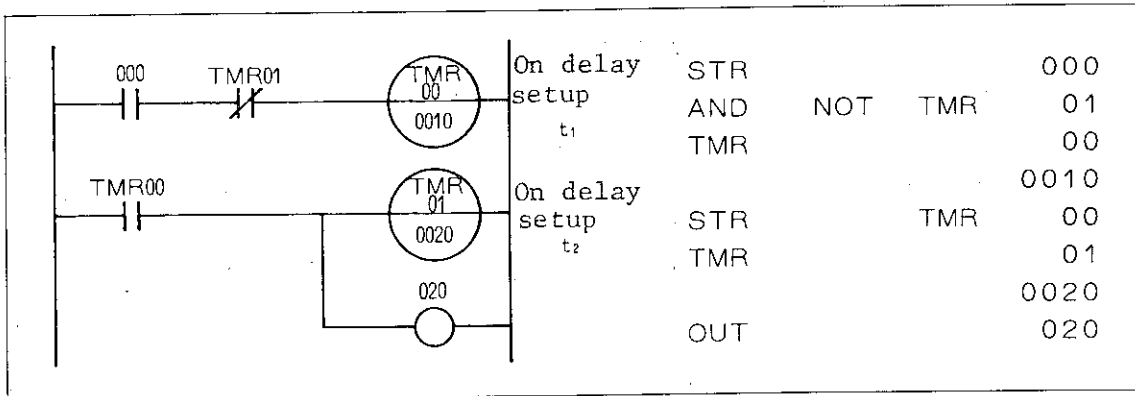 000 TMR01 TMR
00
0010
On delay
setup
t₁
TMR00 TMR
01
0020
On delay
setup
t₂
020
STR 000
AND NOT TMR 01
TMR 00
0010
STR TMR 00
TMR 01
0020
OUT 020